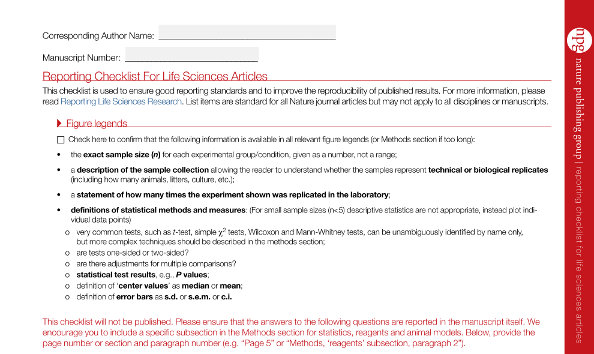 Corresponding Author Name:
Manuscript Number:
Reporting Checklist For Life Sciences Articles
This checklist is used to ensure good reporting standards and to improve the reproducibility of published results. For more information, please
read Reporting Life Sciences Research. List items are standard for all Nature journal articles but may not apply to all disciplines or manuscripts.
Figure legends
Check here to confirm that the following information is available in all relevant figure legends (or Methods section if too long):
• the exact sample size (n) for each experimental group/condition, given as a number, not a range;
• a description of the sample collection allowing the reader to understand whether the samples represent technical or biological replicates
(including how many animals, litters, culture, etc.);
• a statement of how many times the experiment shown was replicated in the laboratory;
• definitions of statistical methods and measures: (For small sample sizes (n<5) descriptive statistics are not appropriate, instead plot indi-
vidual data points)
o very common tests, such as t-test, simple χ2 tests, Wilcoxon and Mann-Whitney tests, can be unambiguously identified by name only,
but more complex techniques should be described in the methods section;
o are tests one-sided or two-sided?
o are there adjustments for multiple comparisons?
o statistical test results, e.g., P values;
o definition of 'center values' as median or mean;
o definition of error bars as s.d. or s.e.m. or c.i.
This checklist will not be published. Please ensure that the answers to the following questions are reported in the manuscript itself. We
encourage you to include a specific subsection in the Methods section for statistics, reagents and animal models. Below, provide the
page number or section and paragraph number (e.g. "Page 5" or "Methods, 'reagents' subsection, paragraph 2").
npg nature publishing group | reporting checklist for life sciences articles